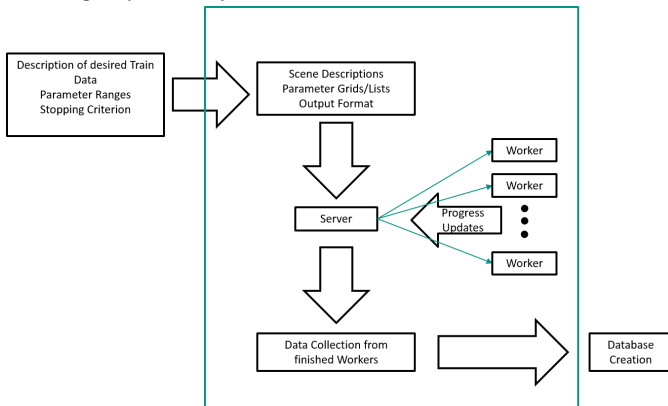 Description of desired Train
Data
Parameter Ranges
Stopping Criterion
Scene Descriptions
Parameter Grids/Lists
Output Format
Worker
Worker
Server
Progress
Updates
Worker
Data Collection from
finished Workers
Database
Creation